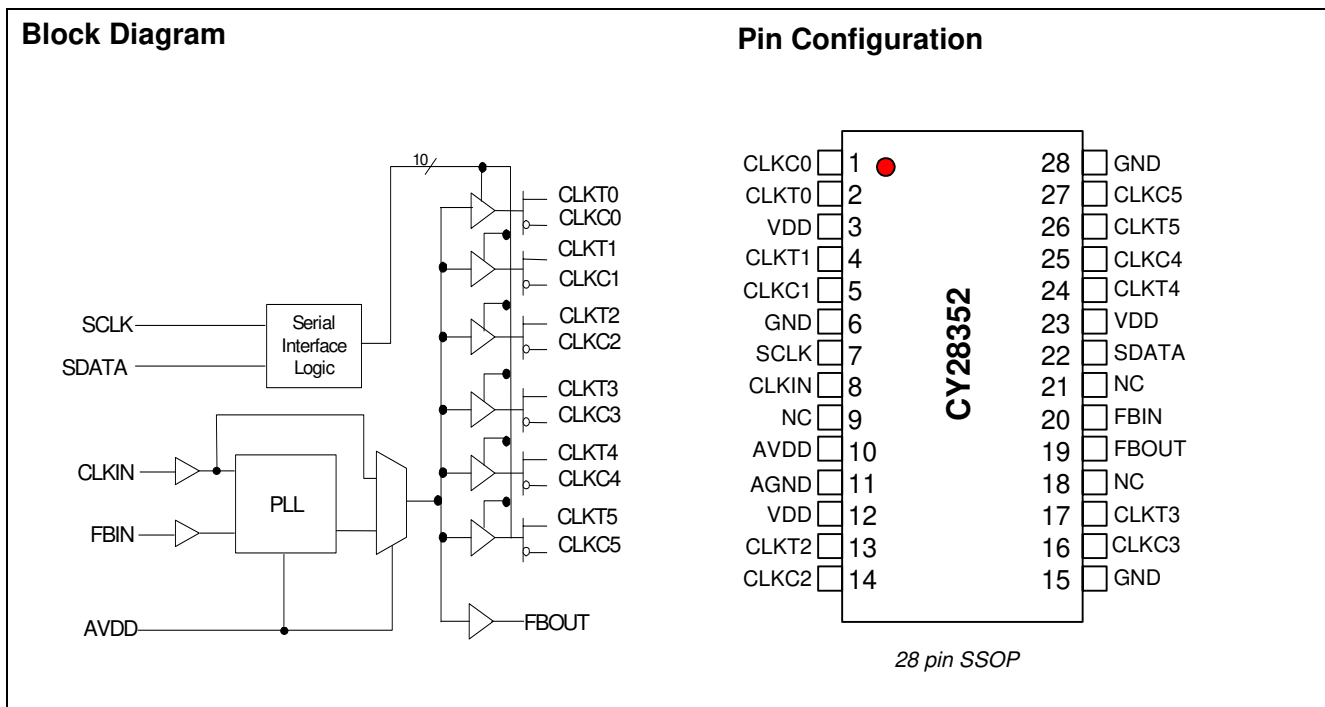 Block Diagram
10
CLKT0
CLKC0
CLKT1
CLKC1
SCLK
SDATA
Serial
Interface
Logic
CLKT2
CLKC2
CLKT3
CLKC3
CLKIN
PLL
FBIN
CLKT4
CLKC4
CLKT5
CLKC5
AVDD
FBOUT
Pin Configuration
CLKC0 1 28 GND
CLKT0 2 27 CLKC5
VDD 3 26 CLKT5
CLKT1 4 25 CLKC4
CLKC1 5 24 CLKT4
GND 6 23 VDD
SCLK 7 22 SDATA
CLKIN 8 21 NC
NC 9 20 FBIN
AVDD 10 19 FBOUT
AGND 11 18 NC
VDD 12 17 CLKT3
CLKT2 13 16 CLKC3
CLKC2 14 15 GND
CY28352
28 pin SSOP